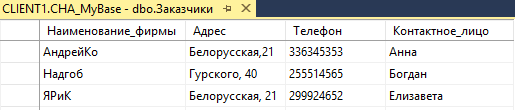 CLIENT1.CHA_MyBase - dbo.Заказчики
Наименование_фирмы Адрес Телефон Контактное_лицо
АндрейКо Белорусская,21 336345353 Анна
Надгоб Гурского, 40 255514565 Богдан
ЯРиК Белорусская, 21 299924652 Елизавета